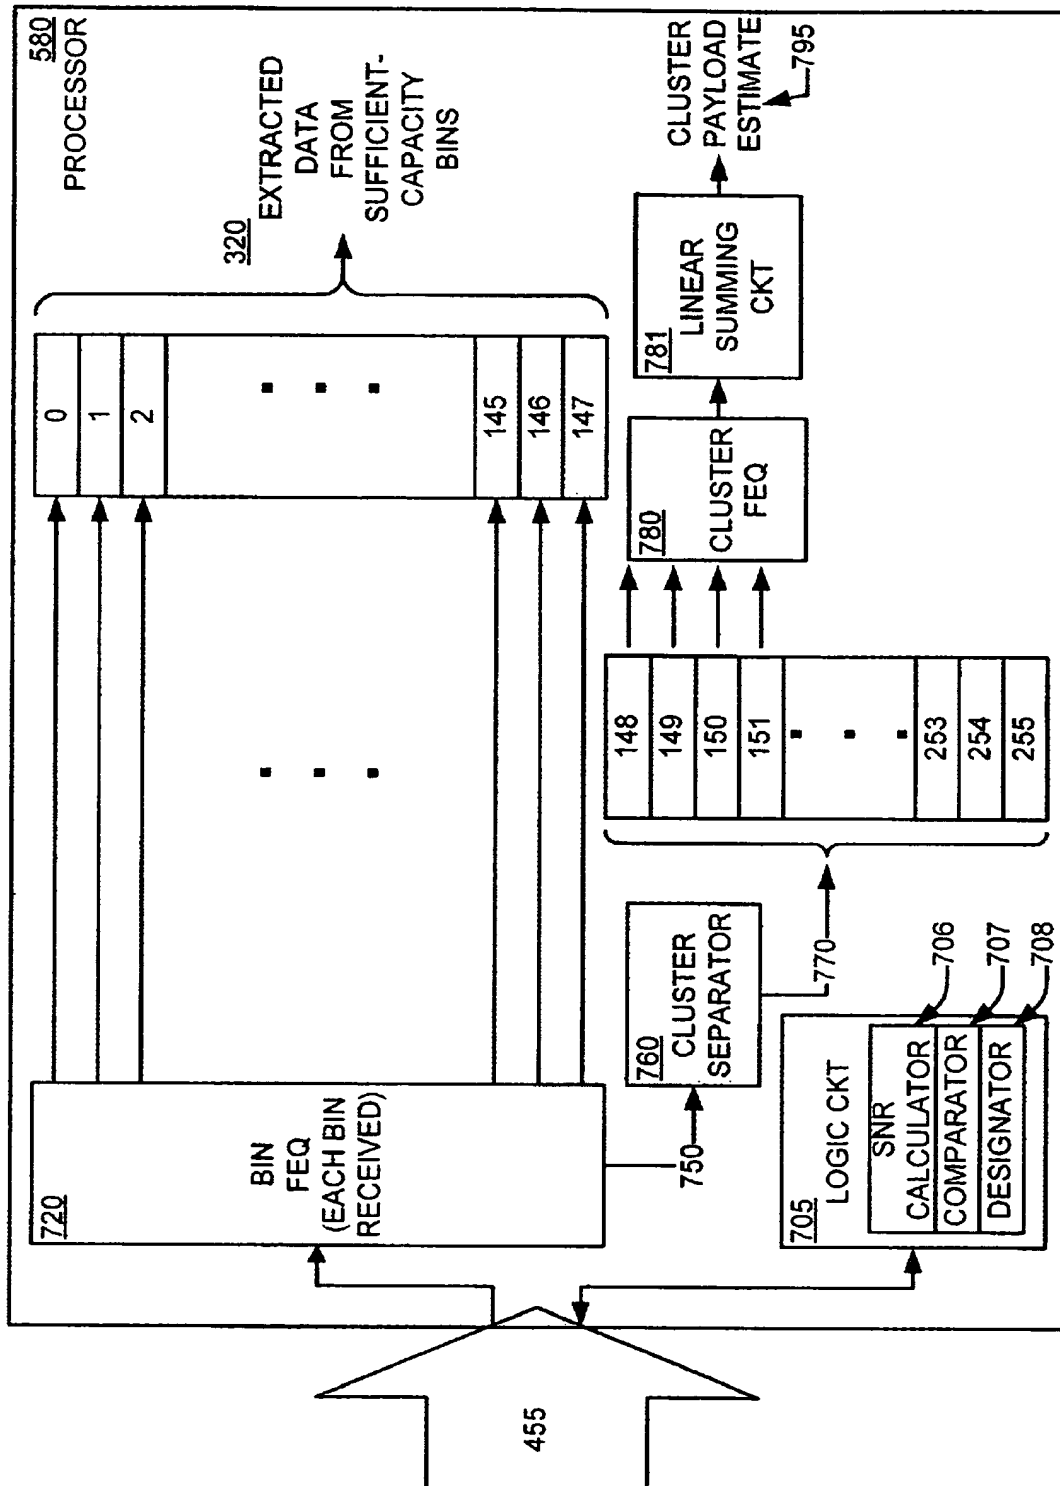 580
PROCESSOR
455
720
BIN
FEQ
(EACH BIN
RECEIVED)
0
1
2
145
146
147
320
EXTRACTED
DATA
FROM
SUFFICIENT-
CAPACITY
BINS
750
760
CLUSTER
SEPARATOR
770
148
149
150
151
253
254
255
780
CLUSTER
FEQ
781
LINEAR
SUMMING
CKT
CLUSTER
PAYLOAD
ESTIMATE
795
705
LOGIC CKT
SNR
CALCULATOR
COMPARATOR
DESIGNATOR
706
707
708